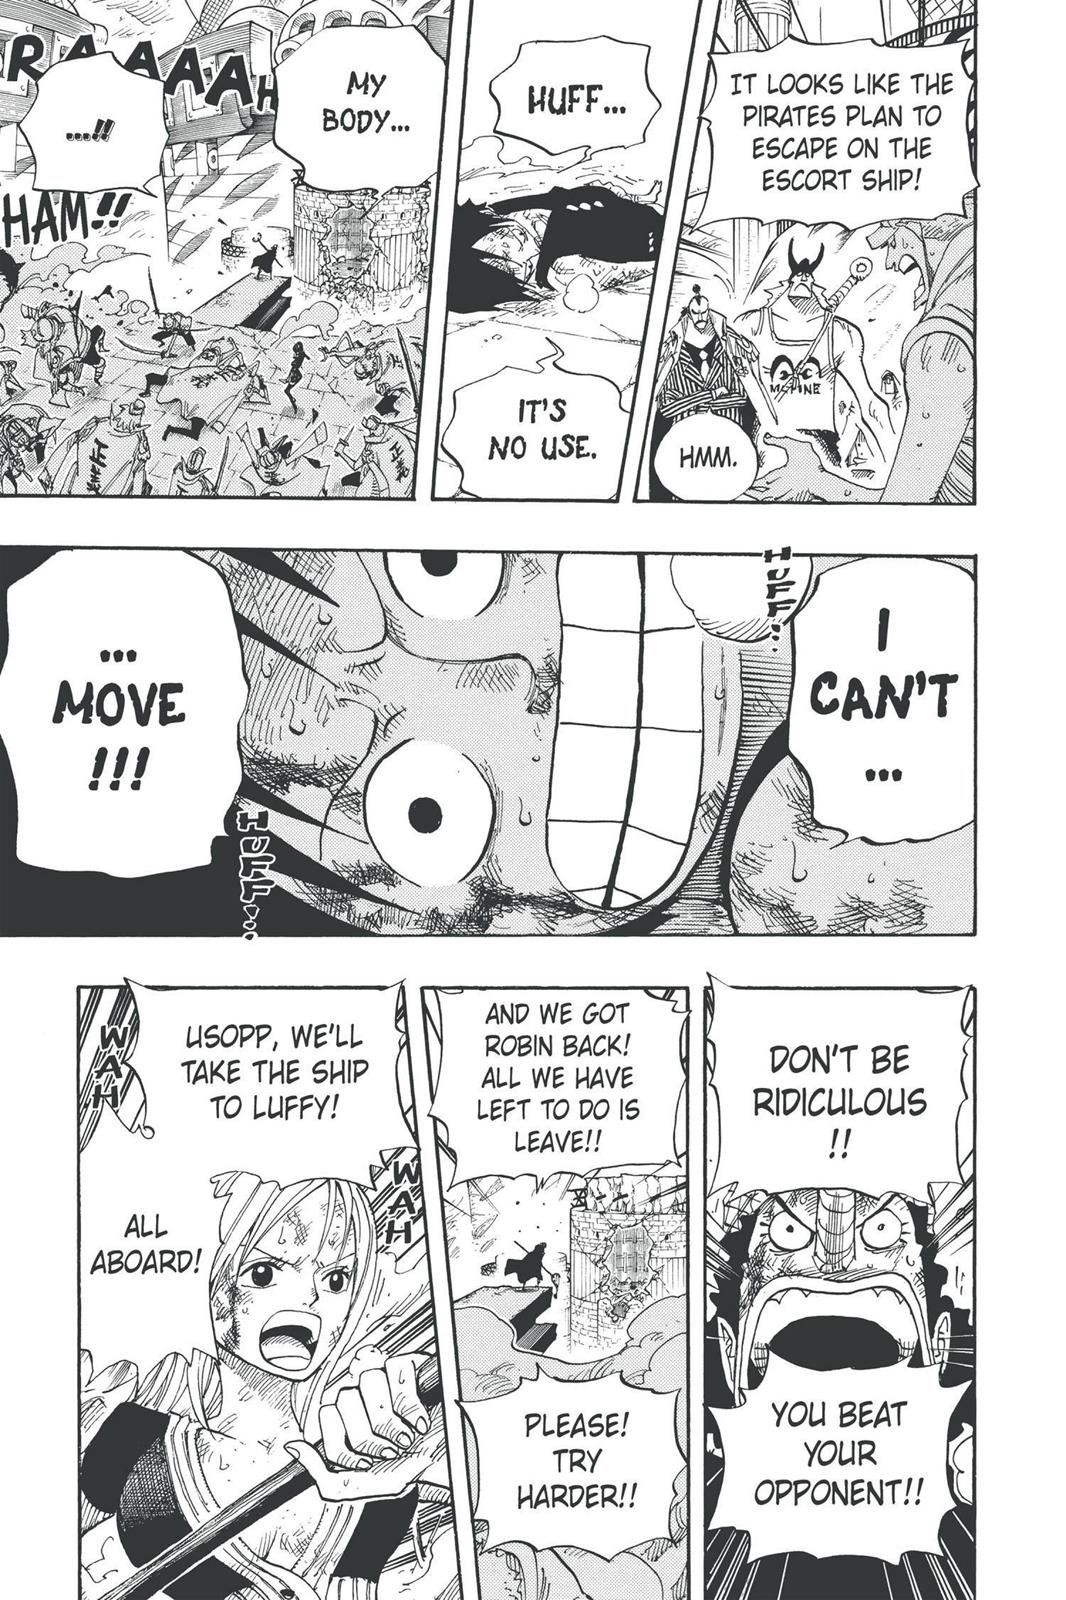 IT LOOKS LIKE THE
PIRATES PLAN TO
ESCAPE ON THE
ESCORT SHIP!
HMM.
HUFF...
IT'S
NO USE.
MY
BODY...
....!!
RAAAAAH
HAM!!
I
CAN'T
...
HUFF...
...
MOVE
!!!
HUFF...
DON'T BE
RIDICULOUS
!!
YOU BEAT
YOUR
OPPONENT!!
AND WE GOT
ROBIN BACK!
ALL WE HAVE
LEFT TO DO IS
LEAVE!!
PLEASE!
TRY
HARDER!!
USOPP, WE'LL
TAKE THE SHIP
TO LUFFY!
WAH
WAH
ALL
ABOARD!